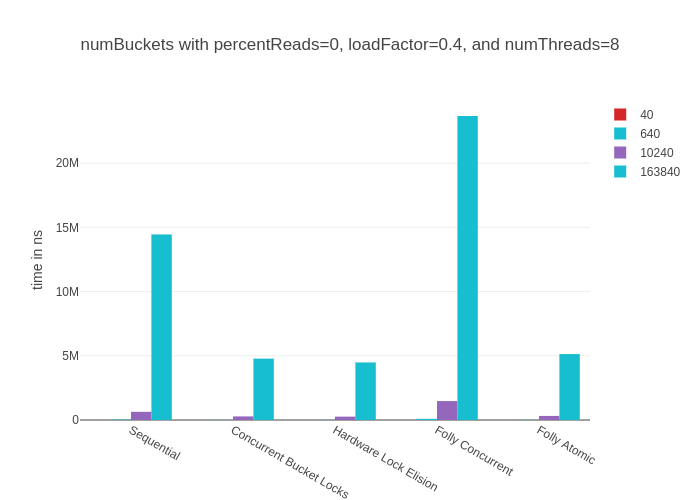 numBuckets with percentReads=0, loadFactor=0.4, and numThreads=8
40
640
10240
163840
time in ns
20M
15M
10M
5M
0
Sequential
Concurrent Bucket Locks
Hardware Lock Elision
Folly Concurrent
Folly Atomic